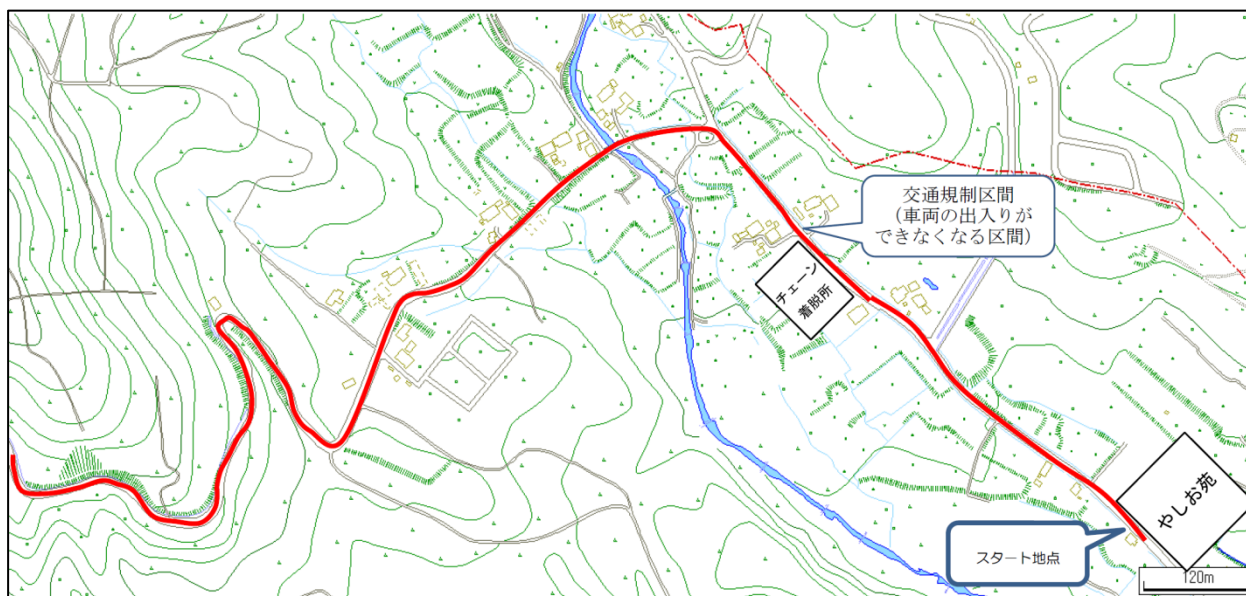 交通規制区間
（車両の出入りが
できなくなる区間）
チェーン
着脱所
やしお苑
スタート地点
120m